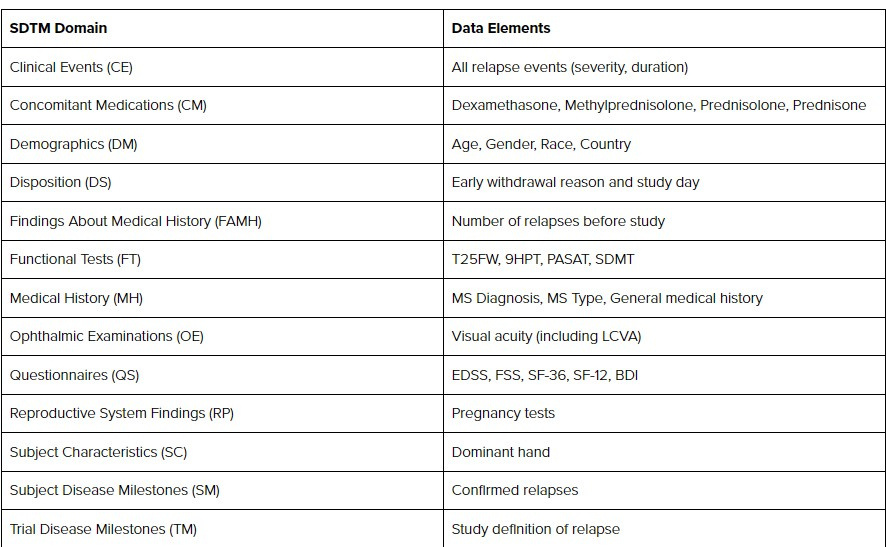 SDTM Domain Data Elements
Clinical Events (CE) All relapse events (severity, duration)
Concomitant Medications (CM) Dexamethasone, Methylprednisolone, Prednisolone, Prednisone
Demographics (DM) Age, Gender, Race, Country
Disposition (DS) Early withdrawal reason and study day
Findings About Medical History (FAMH) Number of relapses before study
Functional Tests (FT) T25FW, 9HPT, PASAT, SDMT
Medical History (MH) MS Diagnosis, MS Type, General medical history
Ophthalmic Examinations (OE) Visual acuity (including LCVA)
Questionnaires (QS) EDSS, FSS, SF-36, SF-12, BDI
Reproductive System Findings (RP) Pregnancy tests
Subject Characteristics (SC) Dominant hand
Subject Disease Milestones (SM) Confirmed relapses
Trial Disease Milestones (TM) Study definition of relapse